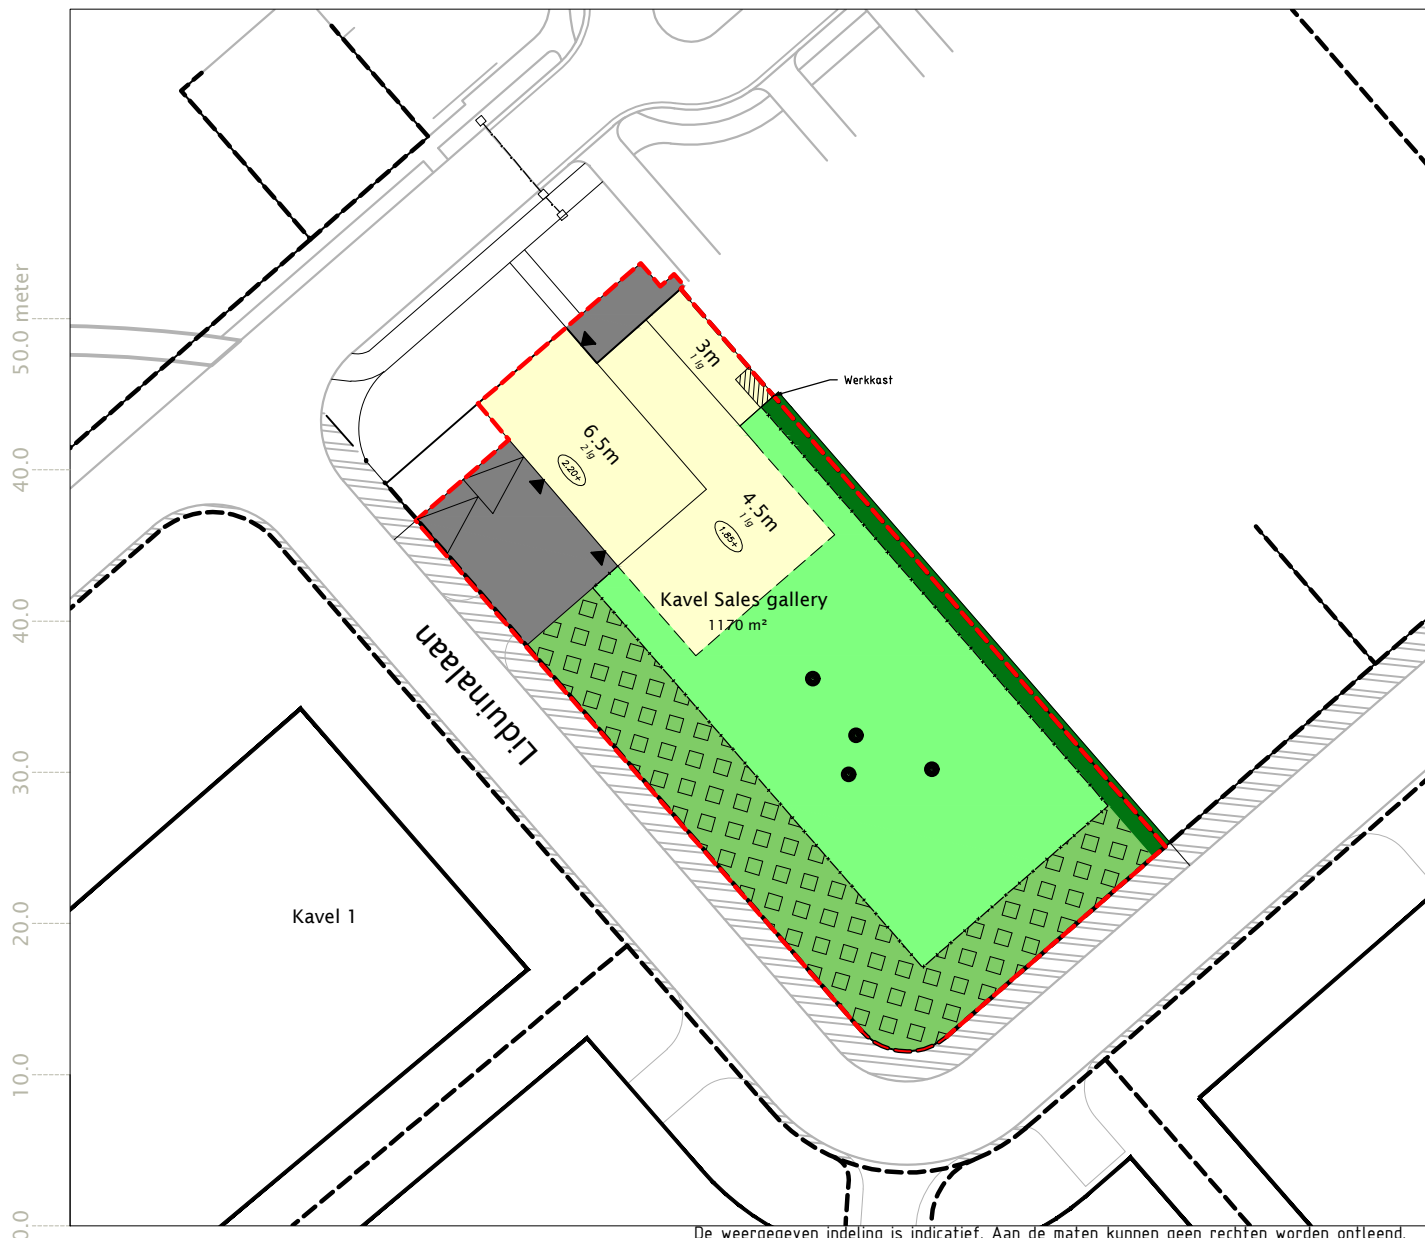 50.0 meter
40.0
40.0
30.0
20.0
10.0
0.0
3m
1 lg
Werkkast
6.5m
2 lg
2.20+
4.5m
1 lg
1.85+
Kavel Sales gallery
1170 m²
Liduinalaan
Kavel 1
De weergegeven indeling is indicatief. Aan de maten kunnen geen rechten worden ontleend.